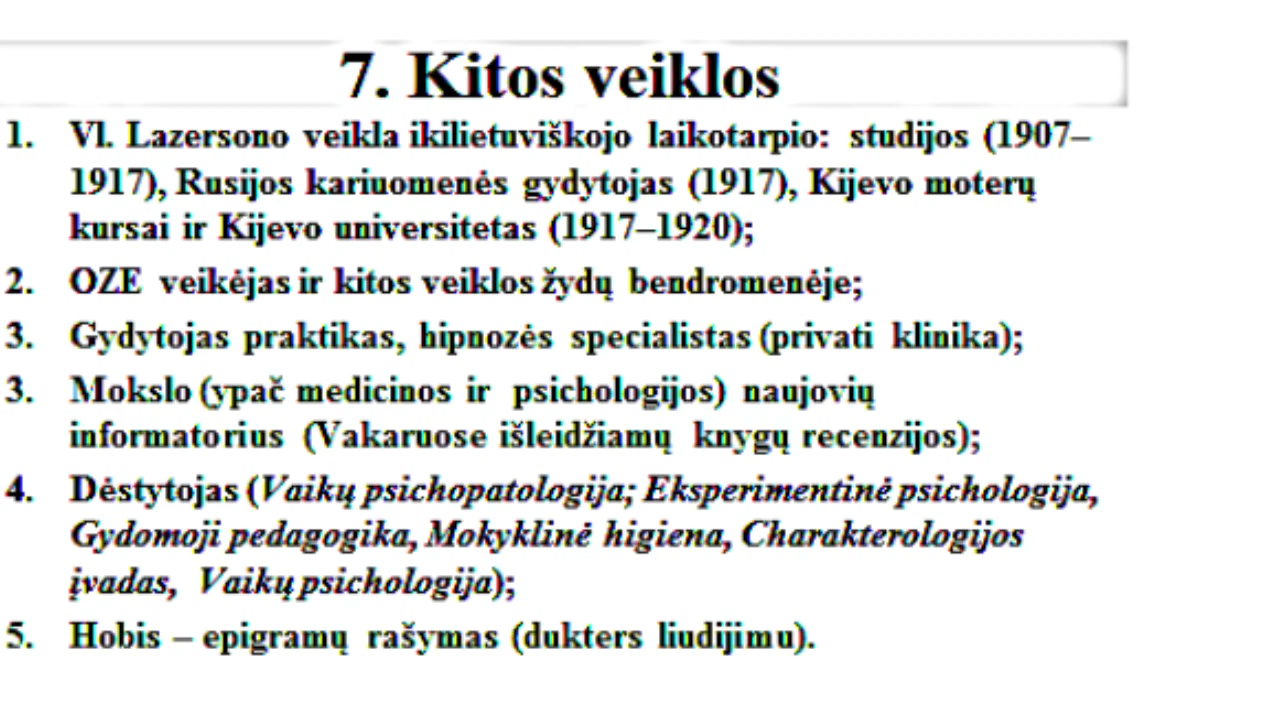 7. Kitos veiklos
1. Vl. Lazersono veikla ikilietuviškojo laikotarpio: studijos (1907–
1917), Rusijos kariuomenės gydytojas (1917), Kijevo moterų
kursai ir Kijevo universitetas (1917–1920);
2. OZE veikėjas ir kitos veiklos žydų bendromenėje;
3. Gydytojas praktikas, hipnozės specialistas (privati klinika);
3. Mokslo (ypač medicinos ir psichologijos) naujovių
informatorius (Vakaruose išleidžiamų knygų recenzijos);
4. Dėstytojas (Vaikų psichopatologija; Eksperimentinė psichologija,
Gydomoji pedagogika, Mokyklinė higiena, Charakterologijos
įvadas, Vaikų psichologija);
5. Hobis – epigramų rašymas (dukters liudijimu).